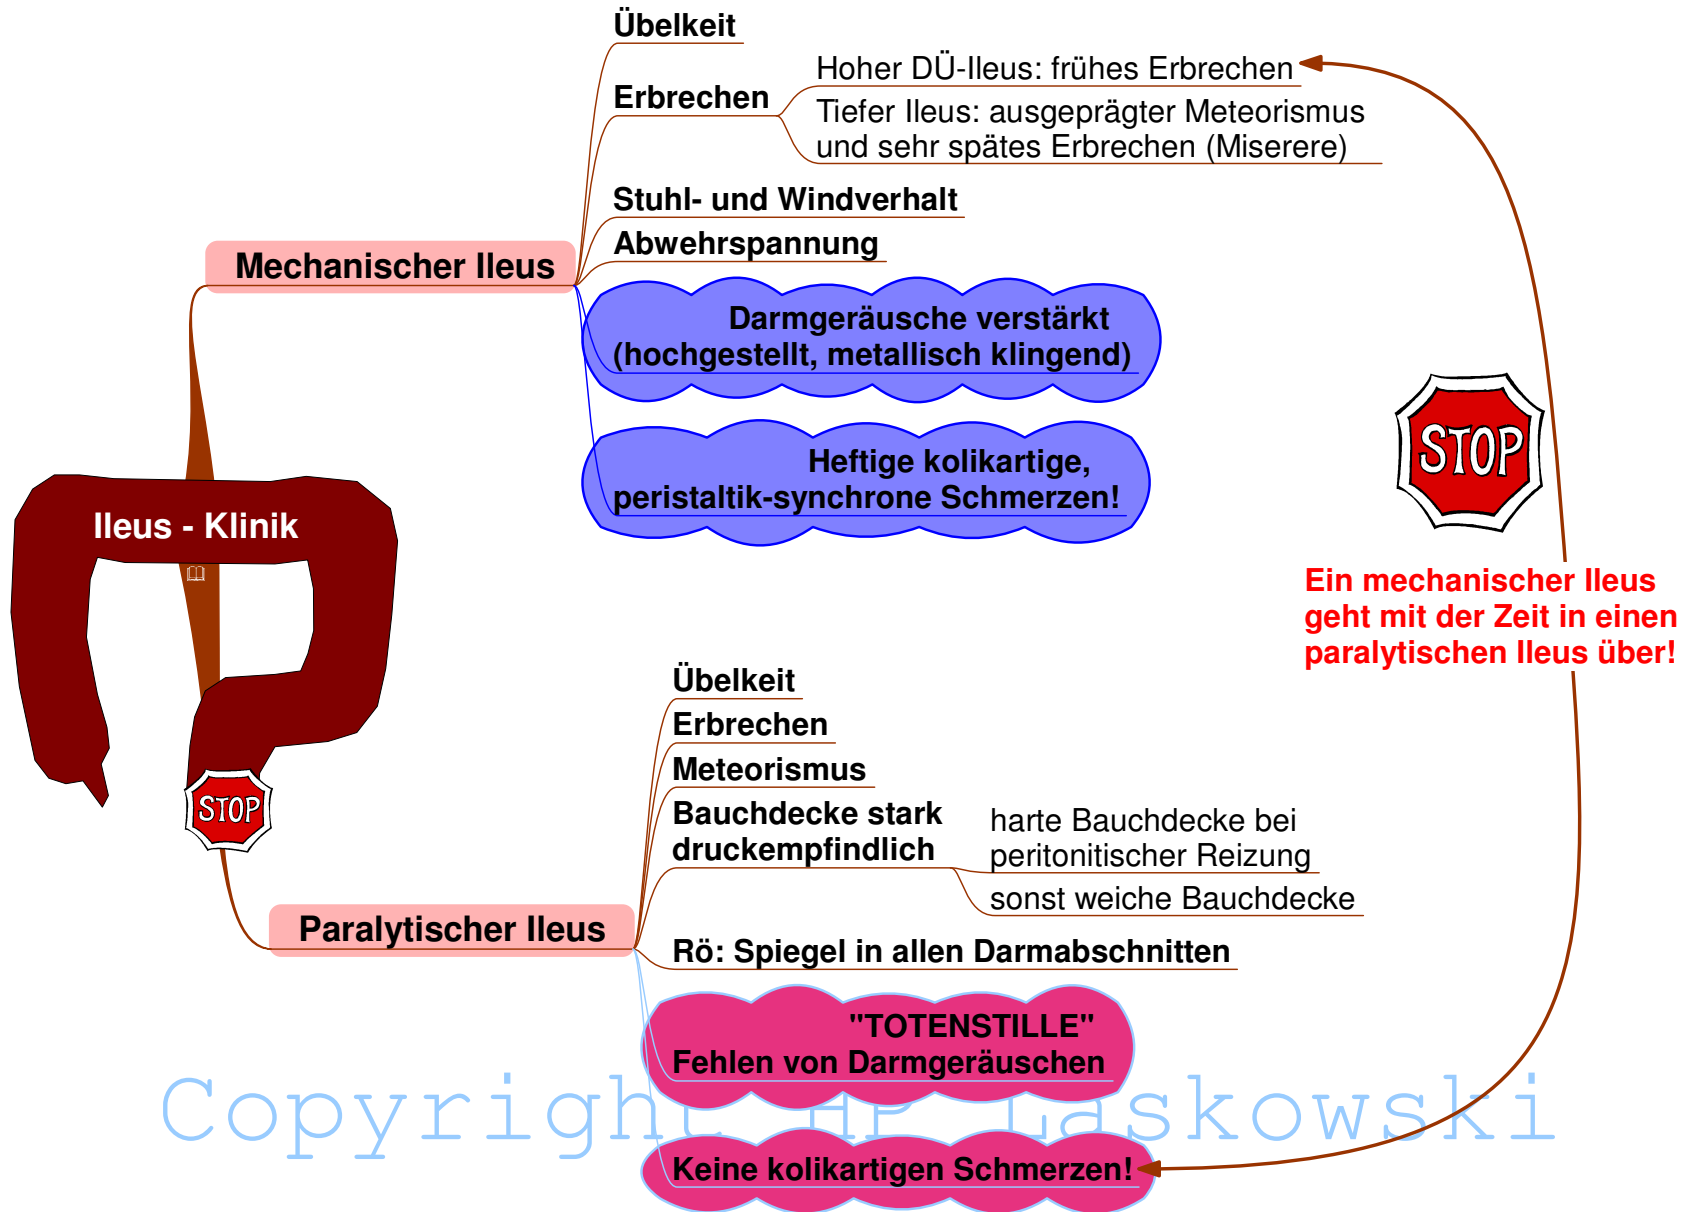 Übelkeit
Erbrechen
Hoher DÜ-Ileus: frühes Erbrechen
Tiefer Ileus: ausgeprägter Meteorismus
und sehr spätes Erbrechen (Miserere)
Stuhl- und Windverhalt
Abwehrspannung
Mechanischer Ileus
Darmgeräusche verstärkt
(hochgestellt, metallisch klingend)
Heftige kolikartige,
peristaltik-synchrone Schmerzen!
STOP
Ein mechanischer Ileus
geht mit der Zeit in einen
paralytischen Ileus über!
Ileus - Klinik
STOP
Übelkeit
Erbrechen
Meteorismus
Bauchdecke stark
druckempfindlich
harte Bauchdecke bei
peritonitischer Reizung
sonst weiche Bauchdecke
Paralytischer Ileus
Rö: Spiegel in allen Darmabschnitten
"TOTENSTILLE"
Fehlen von Darmgeräuschen
Keine kolikartigen Schmerzen!
Copyright HP Laskowski